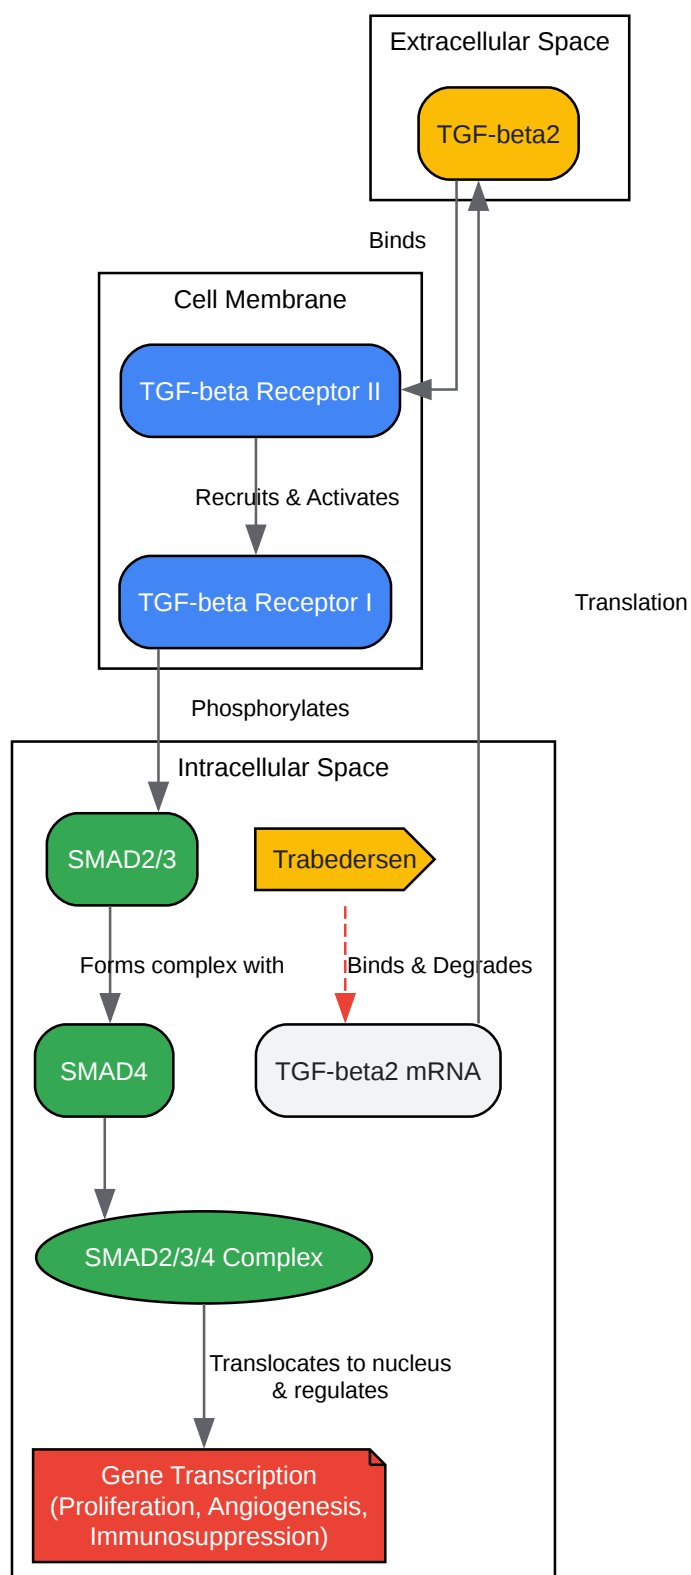 Extracellular Space
TGF-beta2
Binds
Cell Membrane
TGF-beta Receptor II
Recruits & Activates
TGF-beta Receptor I
Translation
Phosphorylates
Intracellular Space
SMAD2/3
Trabedersen
Forms complex with
Binds & Degrades
SMAD4
TGF-beta2 mRNA
SMAD2/3/4 Complex
Translocates to nucleus
& regulates
Gene Transcription
(Proliferation, Angiogenesis,
Immunosuppression)